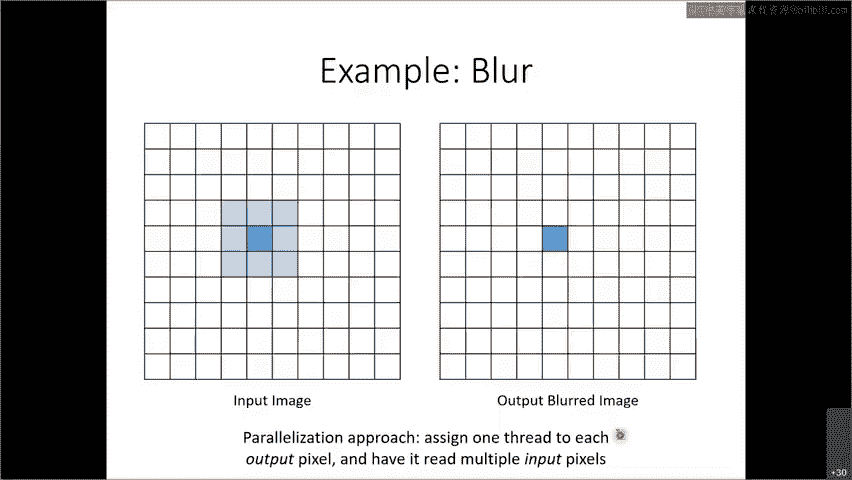 Example: Blur
Input Image
Output Blurred Image
Parallelization approach: assign one thread to each
output pixel, and have it read multiple input pixels
+30